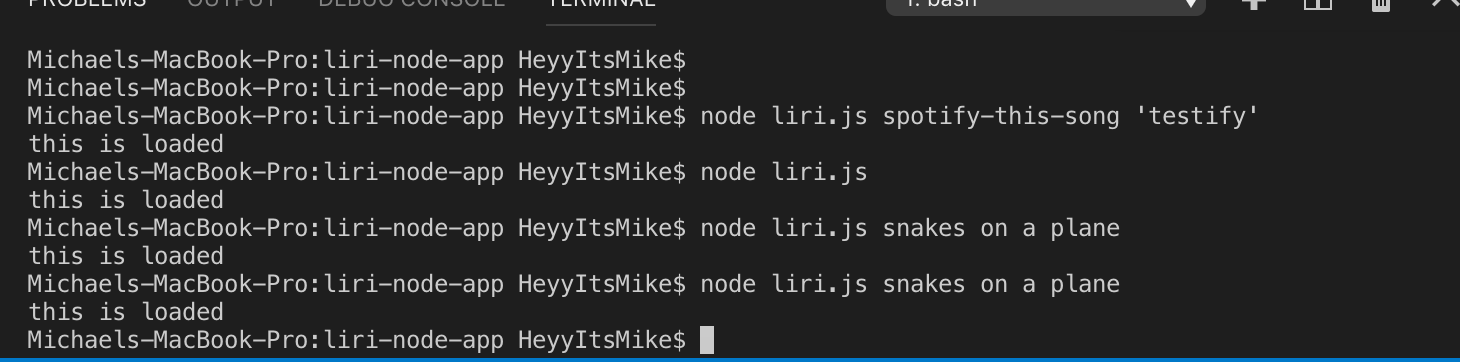 PROBLEMS OUTPUT DEBUG CONSOLE TERMINAL 1: bash
Michaels-MacBook-Pro:liri-node-app HeyyItsMike$
Michaels-MacBook-Pro:liri-node-app HeyyItsMike$
Michaels-MacBook-Pro:liri-node-app HeyyItsMike$ node liri.js spotify-this-song 'testify'
this is loaded
Michaels-MacBook-Pro:liri-node-app HeyyItsMike$ node liri.js
this is loaded
Michaels-MacBook-Pro:liri-node-app HeyyItsMike$ node liri.js snakes on a plane
this is loaded
Michaels-MacBook-Pro:liri-node-app HeyyItsMike$ node liri.js snakes on a plane
this is loaded
Michaels-MacBook-Pro:liri-node-app HeyyItsMike$